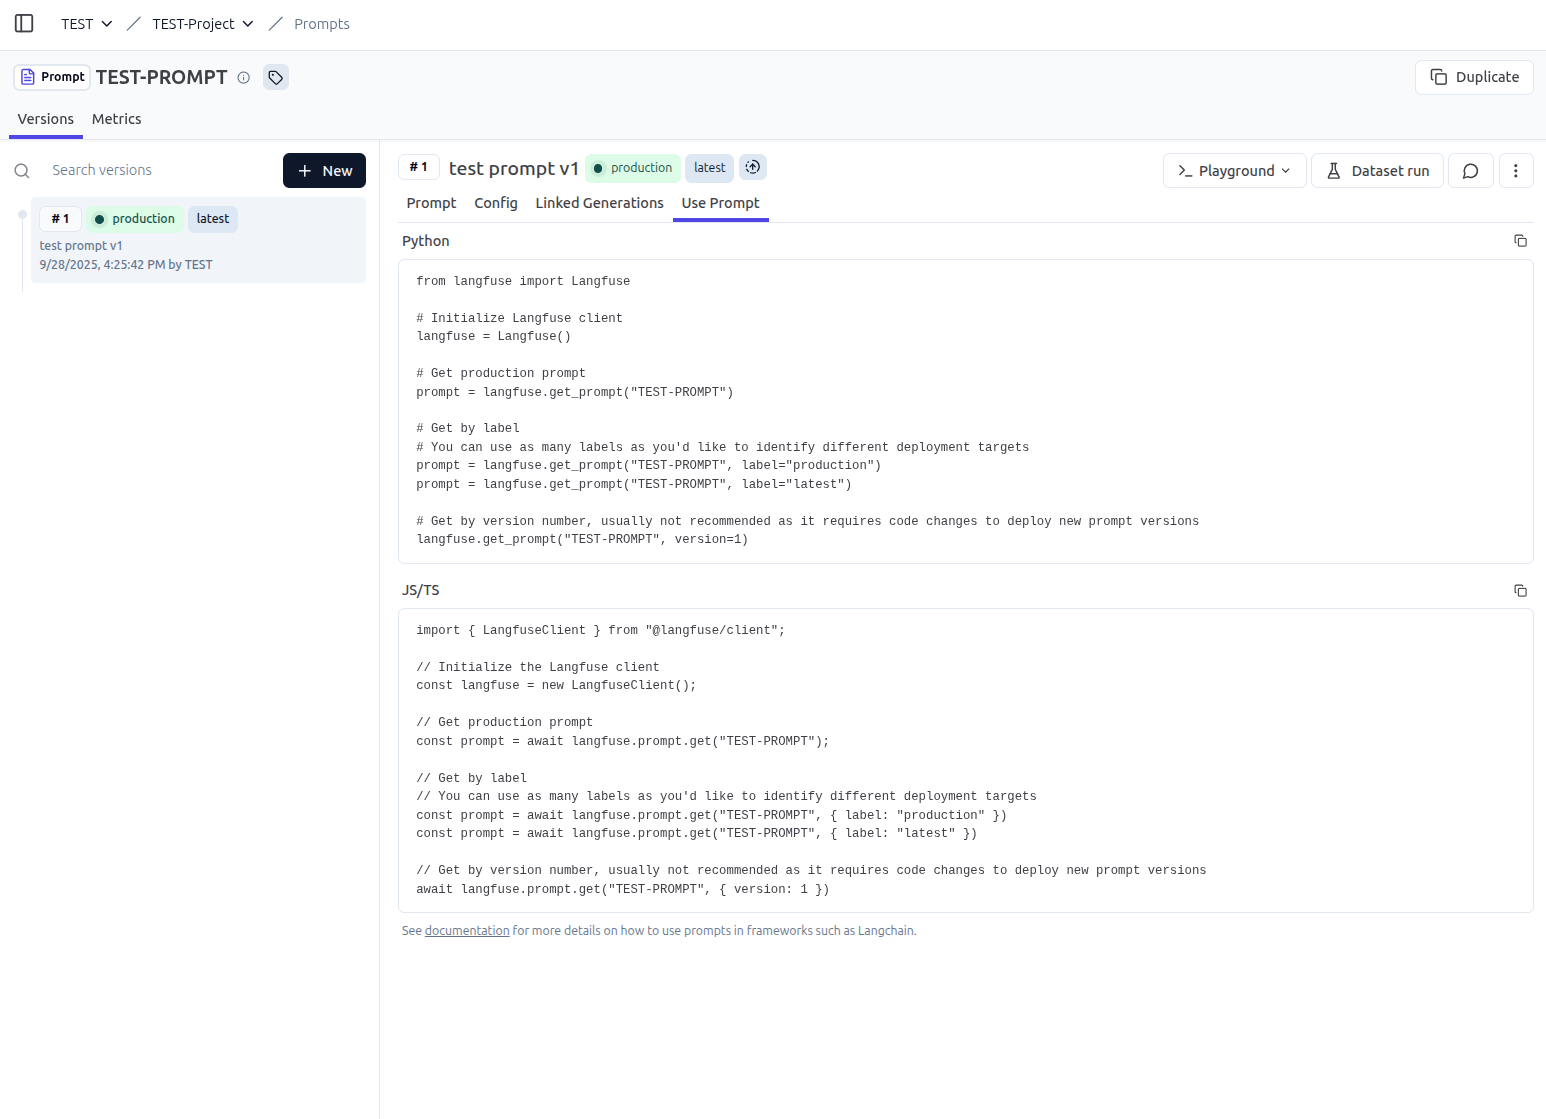 TEST
TEST-Project
Prompts
Prompt
TEST-PROMPT
Duplicate
Versions
Metrics
Search versions
New
# 1
production
latest
test prompt v1
9/28/2025, 4:25:42 PM by TEST
# 1
test prompt v1
production
latest
Playground
Dataset run
Prompt
Config
Linked Generations
Use Prompt
Python
from langfuse import Langfuse
# Initialize Langfuse client
langfuse = Langfuse()
# Get production prompt
prompt = langfuse.get_prompt("TEST-PROMPT")
# Get by label
# You can use as many labels as you'd like to identify different deployment targets
prompt = langfuse.get_prompt("TEST-PROMPT", label="production")
prompt = langfuse.get_prompt("TEST-PROMPT", label="latest")
# Get by version number, usually not recommended as it requires code changes to deploy new prompt versions
langfuse.get_prompt("TEST-PROMPT", version=1)
JS/TS
import { LangfuseClient } from "@langfuse/client";
// Initialize the Langfuse client
const langfuse = new LangfuseClient();
// Get production prompt
const prompt = await langfuse.prompt.get("TEST-PROMPT");
// Get by label
// You can use as many labels as you'd like to identify different deployment targets
const prompt = await langfuse.prompt.get("TEST-PROMPT", { label: "production" })
const prompt = await langfuse.prompt.get("TEST-PROMPT", { label: "latest" })
// Get by version number, usually not recommended as it requires code changes to deploy new prompt versions
await langfuse.prompt.get("TEST-PROMPT", { version: 1 })
See documentation for more details on how to use prompts in frameworks such as Langchain.